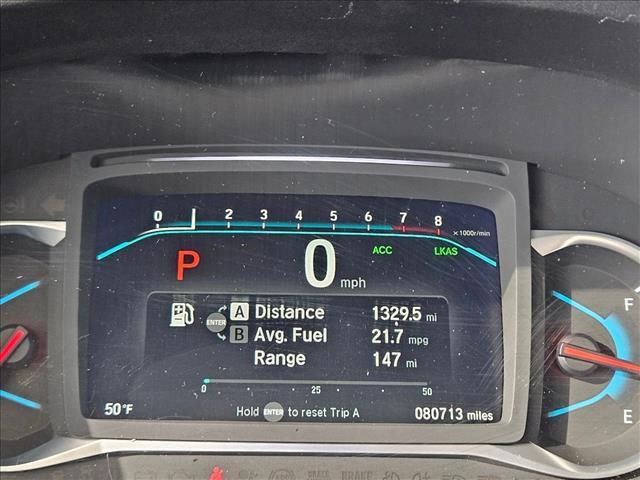 0 2 3 4 5 6 7 8
×1000r/min
P 0 mph
ACC LKAS
ENTER A Distance 1329.5 mi
B Avg. Fuel 21.7 mpg
Range 147 mi
0 25 50
50°F Hold ENTER to reset Trip A 080713 miles
F
E
BRAKE BRAKE